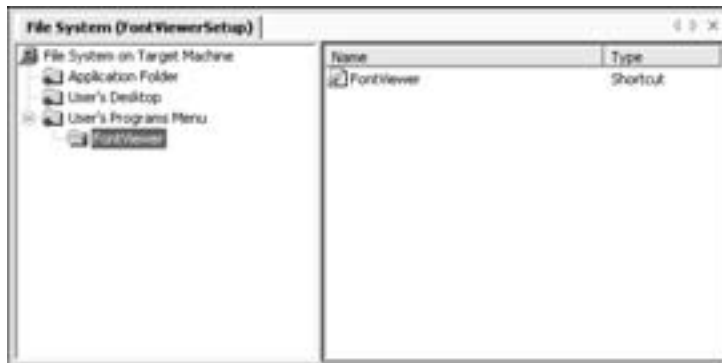 File System (FontViewerSetup)
File System on Target Machine
Application Folder
User's Desktop
User's Programs Menu
FontViewer
Name Type
FontViewer Shortcut